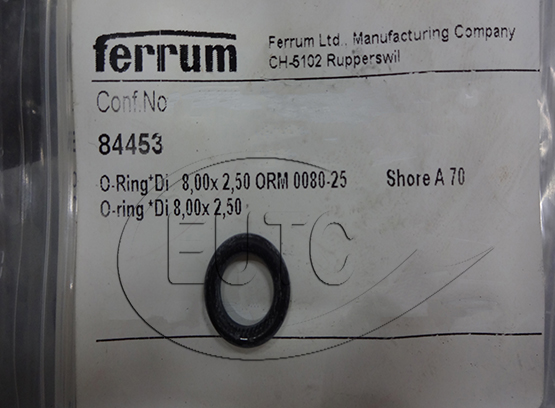 ferrum
Ferrum Ltd., Manufacturing Company
CH-5102 Rupperswil
Conf.No
84453
O-Ring*Di 8,00x 2,50 ORM 0080-25 Shore A 70
O-ring *Di 8,00x 2,50
EUTC